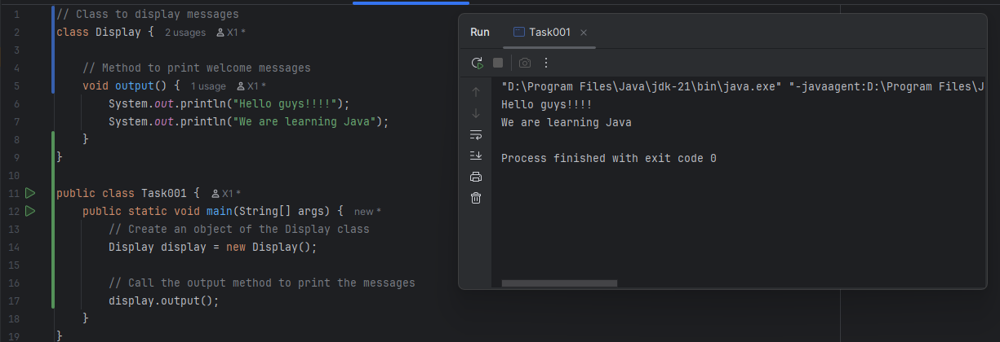 1 // Class to display messages
2 class Display { 2 usages X1 *
3
4 // Method to print welcome messages
5 void output() { 1 usage X1 *
6 System.out.println("Hello guys!!!!");
7 System.out.println("We are learning Java");
8 }
9 }
10
11 public class Task001 { X1 *
12 public static void main(String[] args) { new *
13 // Create an object of the Display class
14 Display display = new Display();
15
16 // Call the output method to print the messages
17 display.output();
18 }
19 }
Run Task001
"D:\Program Files\Java\jdk-21\bin\java.exe" "-javaagent:D:\Program Files\J
Hello guys!!!!
We are learning Java
Process finished with exit code 0